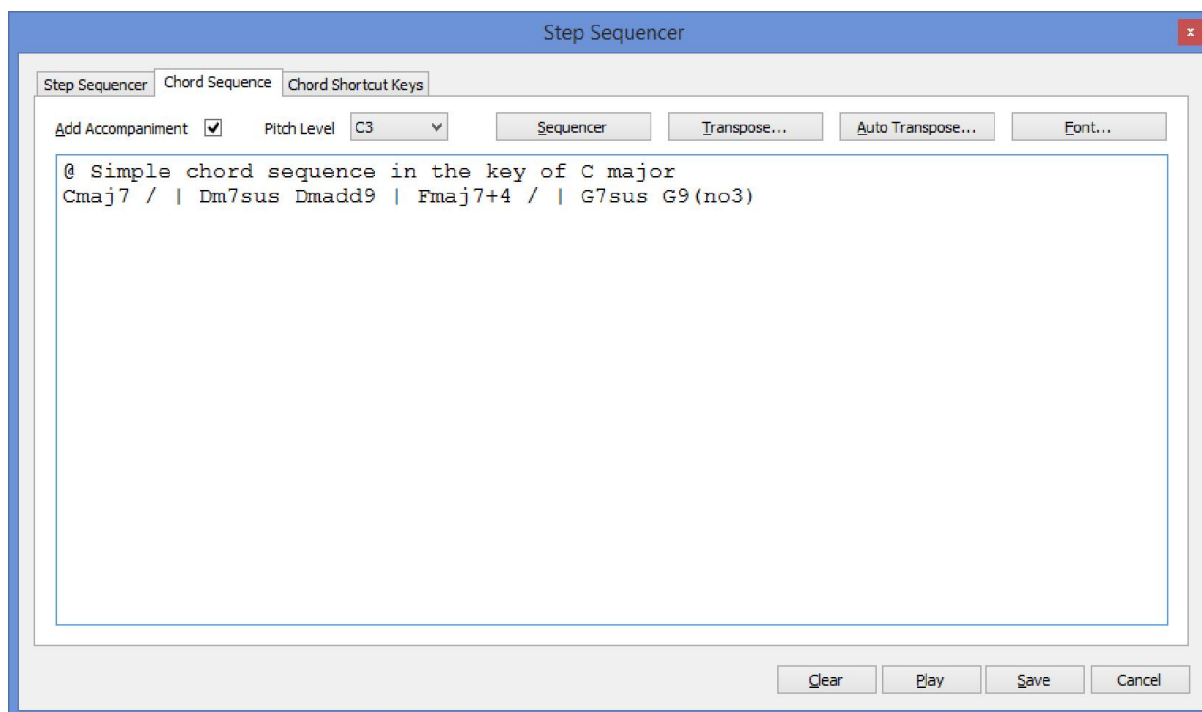 Step Sequencer
x
Step Sequencer Chord Sequence Chord Shortcut Keys
Add Accompaniment Pitch Level C3 Sequencer Transpose... Auto Transpose... Font...
@ Simple chord sequence in the key of C major
Cmaj7 / | Dm7sus Dmadd9 | Fmaj7+4 / | G7sus G9(no3)
Clear Play Save Cancel